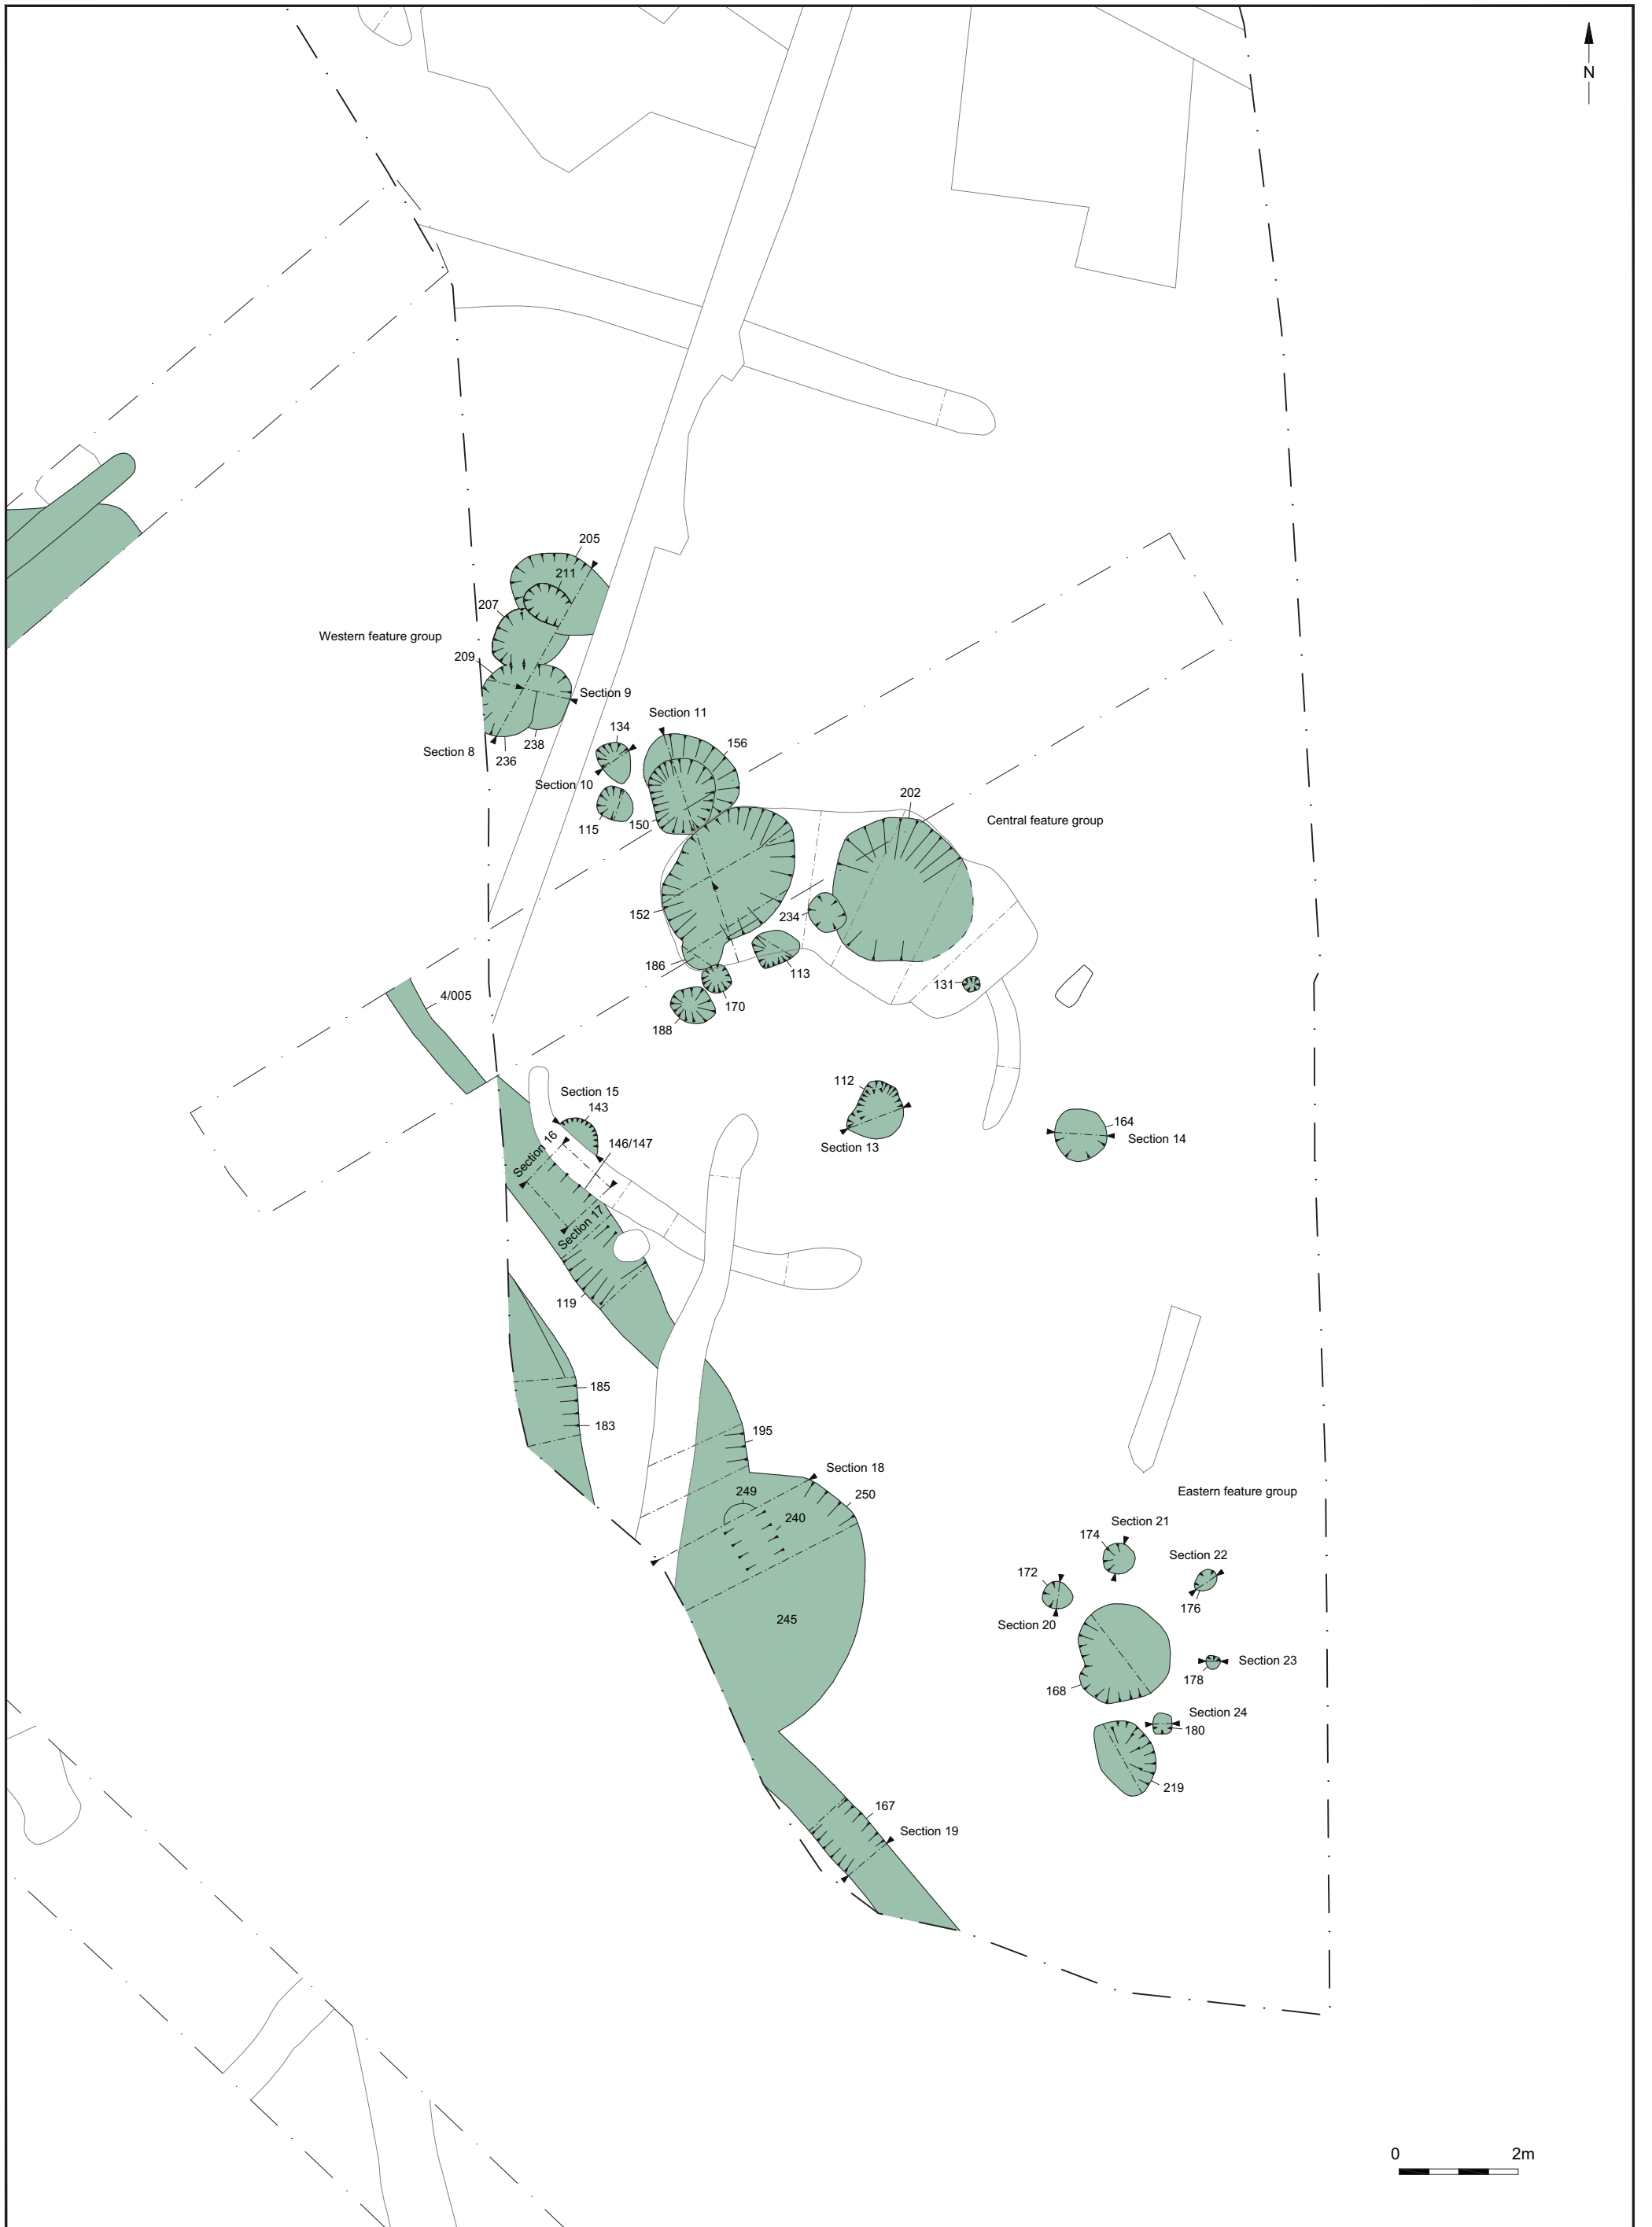 N
205
211
207
Western feature group
209
Section 9
Section 11
134
156
238
Section 8
236
Section 10
202
115
150
Central feature group
152
234
186
113
131
4/005
170
188
112
Section 15
143
164
Section 14
Section 13
146/147
Section 16
Section 17
119
185
183
195
Section 18
249
250
240
Eastern feature group
Section 21
174
Section 22
172
176
Section 20
245
Section 23
178
168
Section 24
180
219
167
Section 19
0 2m